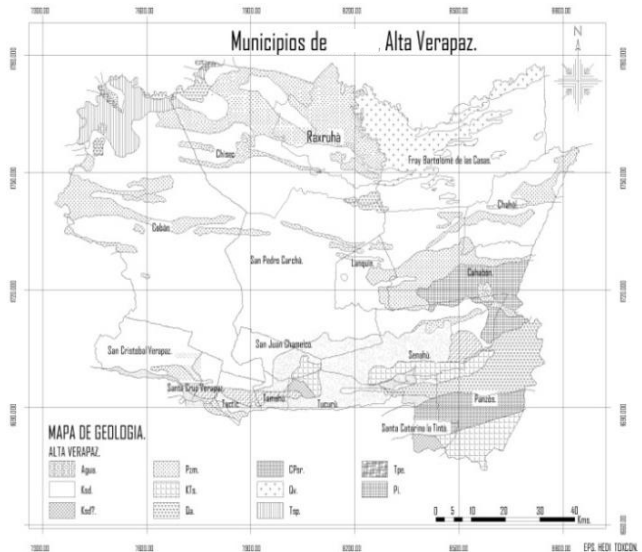 Municipios de Alta Verapaz.
N
Raxruhá
Chisec
Fray Bartolomé de las Casas.
Chahal
Cobán
San Pedro Carchá.
Lanquín
Cahabón
San Juan Chamelco.
San Cristobal Verapaz.
Senahú
Santa Cruz Verapaz.
Tactic.
Tamahú
Tucurú
Panzós.
Santa Catarina la Tinta
MAPA DE GEOLOGIA.
ALTA VERAPAZ.
Agua. Pzm. CPsr. Tpe.
Ksd. KTs. Qv. Pi.
Ksd?. Qa. Tsp.
0 5 10 20 30 40
Kms.
EPS. HEDI TOXCON.